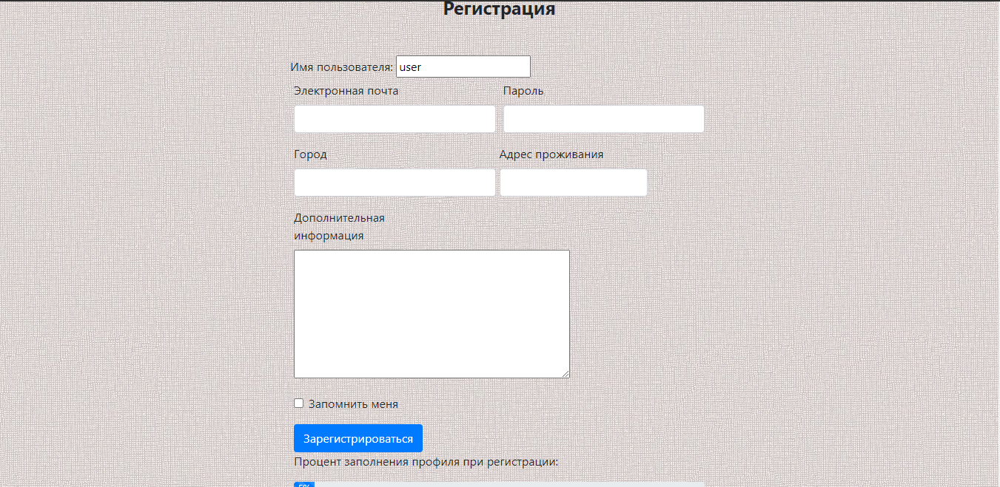 Регистрация
Имя пользователя: user
Электронная почта Пароль
Город Адрес проживания
Дополнительная
информация
Запомнить меня
Зарегистрироваться
Процент заполнения профиля при регистрации:
5%